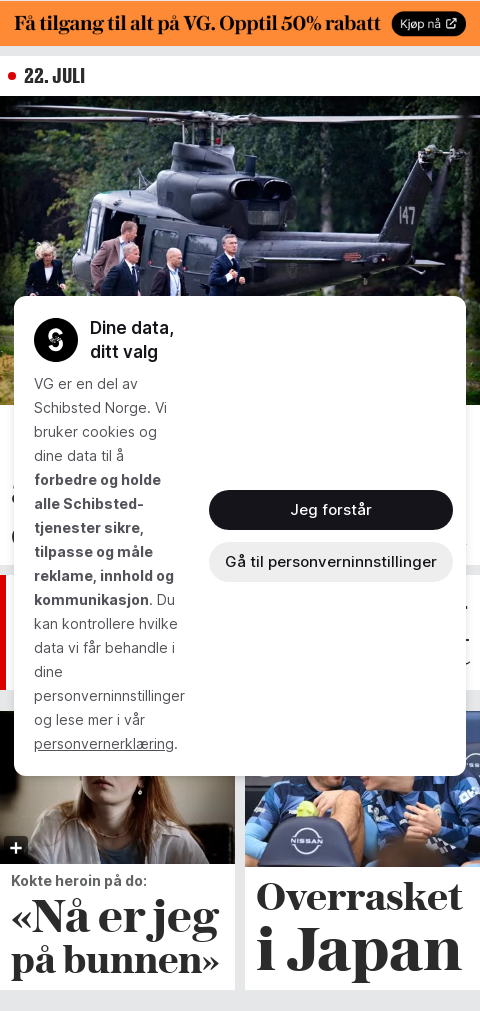 Få tilgang til alt på VG. Opptil 50% rabatt
Kjøp nå
22. JULI
147
Dine data,
ditt valg
VG er en del av
Schibsted Norge. Vi
bruker cookies og
dine data til å
forbedre og holde
alle Schibsted-
tjenester sikre,
tilpasse og måle
reklame, innhold og
kommunikasjon. Du
kan kontrollere hvilke
data vi får behandle i
dine
personverninnstillinger
og lese mer i vår
personvernerklæring.
Jeg forstår
Gå til personverninnstillinger
NISSAN
Kokte heroin på do:
«Nå er jeg
på bunnen»
Overrasket
i Japan